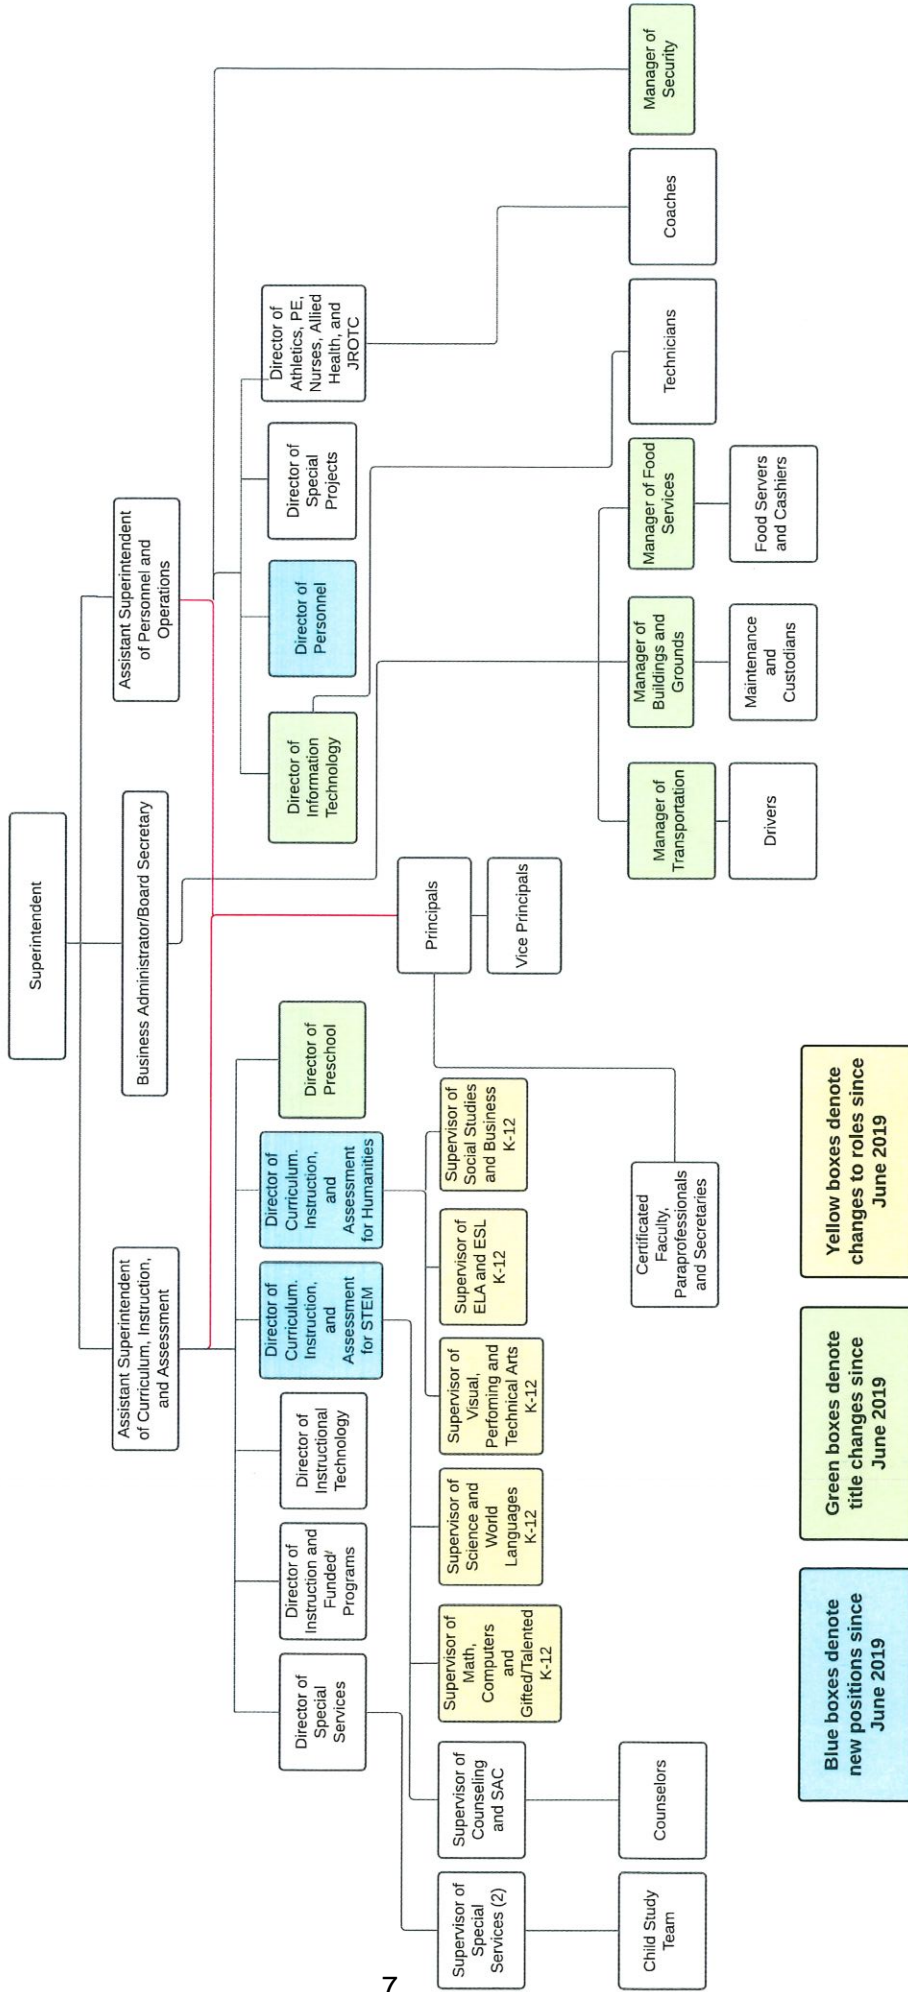 Superintendent
Assistant Superintendent
of Curriculum, Instruction,
and Assessment
Business Administrator/Board Secretary
Assistant Superintendent
of Personnel and
Operations
Director of
Special
Services
Director of
Instruction and
Funded/
Programs
Director of
Instructional
Technology
Director of
Curriculum.
Instruction,
and
Assessment
for STEM
Director of
Curriculum.
Instruction,
and
Assessment
for Humanities
Director of
Preschool
Director of
Information
Technology
Director of
Personnel
Director of
Special
Projects
Director of
Athletics, PE,
Nurses, Allied
Health, and
JROTC
Principals
Vice Principals
Supervisor of
Special
Services (2)
Supervisor of
Counseling
and SAC
Supervisor of
Math,
Computers
and
Gifted/Talented
K-12
Supervisor of
Science and
World
Languages
K-12
Supervisor of
Visual,
Perfoming and
Technical Arts
K-12
Supervisor of
ELA and ESL
K-12
Supervisor of
Social Studies
and Business
K-12
Child Study
Team
Counselors
Certificated
Faculty,
Paraprofessionals
and Secretaries
Manager of
Transportation
Manager of
Buildings and
Grounds
Manager of Food
Services
Technicians
Coaches
Manager of
Security
Drivers
Maintenance
and
Custodians
Food Servers
and Cashiers
Blue boxes denote
new positions since
June 2019
Green boxes denote
title changes since
June 2019
Yellow boxes denote
changes to roles since
June 2019
7